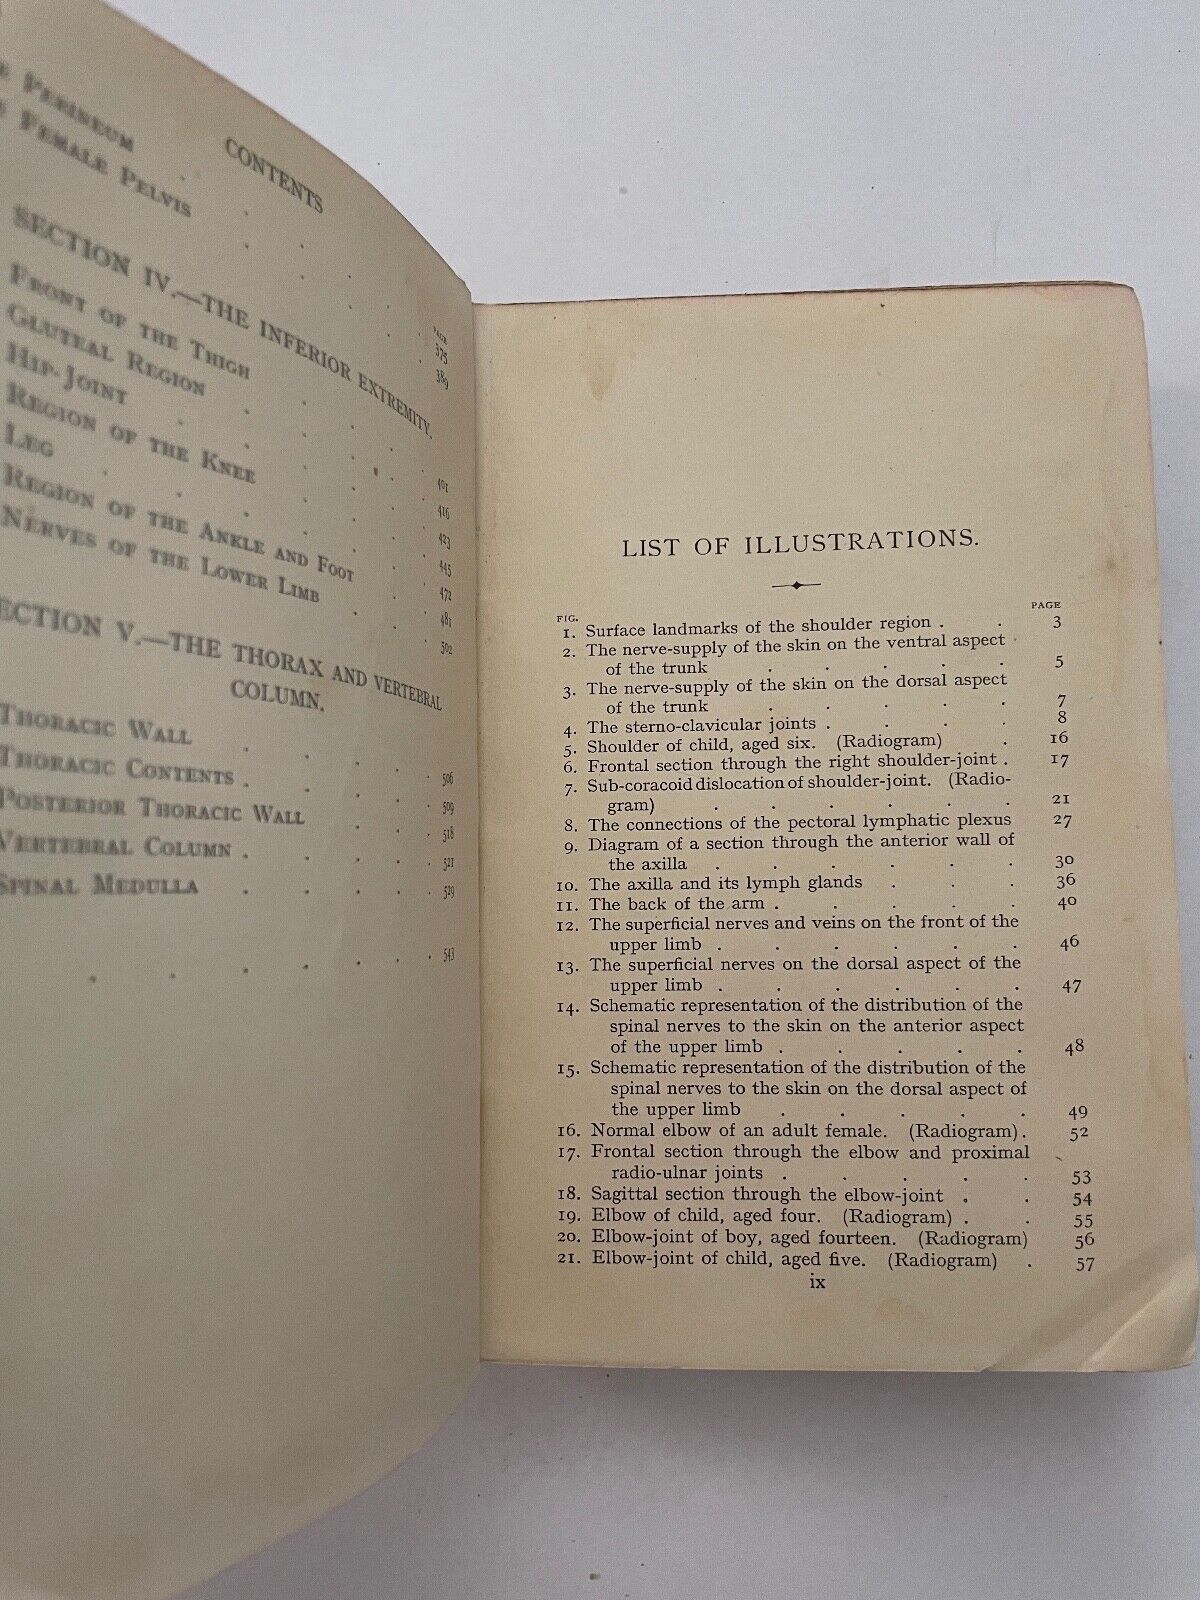 CONTENTS
PAGE
PERINEUM . . . . 375
FEMALE PELVIS . . . . 389
SECTION IV.—THE INFERIOR EXTREMITY.
FRONT OF THE THIGH . . . . 401
GLUTEAL REGION . . . . 416
HIP-JOINT . . . . 423
REGION OF THE KNEE . . . . 445
LEG . . . . 472
REGION OF THE ANKLE AND FOOT . . 481
NERVES OF THE LOWER LIMB . . . 502
SECTION V.—THE THORAX AND VERTEBRAL
COLUMN.
THORACIC WALL . . . . 506
THORACIC CONTENTS . . . . . 509
POSTERIOR THORACIC WALL . . . 518
VERTEBRAL COLUMN . . . . . 521
SPINAL MEDULLA . . . . . 529
. . . . . . 543
LIST OF ILLUSTRATIONS.
FIG. PAGE
1. Surface landmarks of the shoulder region . . 3
2. The nerve-supply of the skin on the ventral aspect
of the trunk . . . . . 5
3. The nerve-supply of the skin on the dorsal aspect
of the trunk . . . . . 7
4. The sterno-clavicular joints . . . . 8
5. Shoulder of child, aged six. (Radiogram) . 16
6. Frontal section through the right shoulder-joint . 17
7. Sub-coracoid dislocation of shoulder-joint. (Radio-
gram) . . . . . . 21
8. The connections of the pectoral lymphatic plexus 27
9. Diagram of a section through the anterior wall of
the axilla . . . . . . 30
10. The axilla and its lymph glands . . . 36
11. The back of the arm . . . . . 40
12. The superficial nerves and veins on the front of the
upper limb . . . . . . 46
13. The superficial nerves on the dorsal aspect of the
upper limb . . . . . . 47
14. Schematic representation of the distribution of the
spinal nerves to the skin on the anterior aspect
of the upper limb . . . . . 48
15. Schematic representation of the distribution of the
spinal nerves to the skin on the dorsal aspect of
the upper limb . . . . . 49
16. Normal elbow of an adult female. (Radiogram) . 52
17. Frontal section through the elbow and proximal
radio-ulnar joints . . . . . 53
18. Sagittal section through the elbow-joint . . 54
19. Elbow of child, aged four. (Radiogram) . . 55
20. Elbow-joint of boy, aged fourteen. (Radiogram) 56
21. Elbow-joint of child, aged five. (Radiogram) . 57
ix